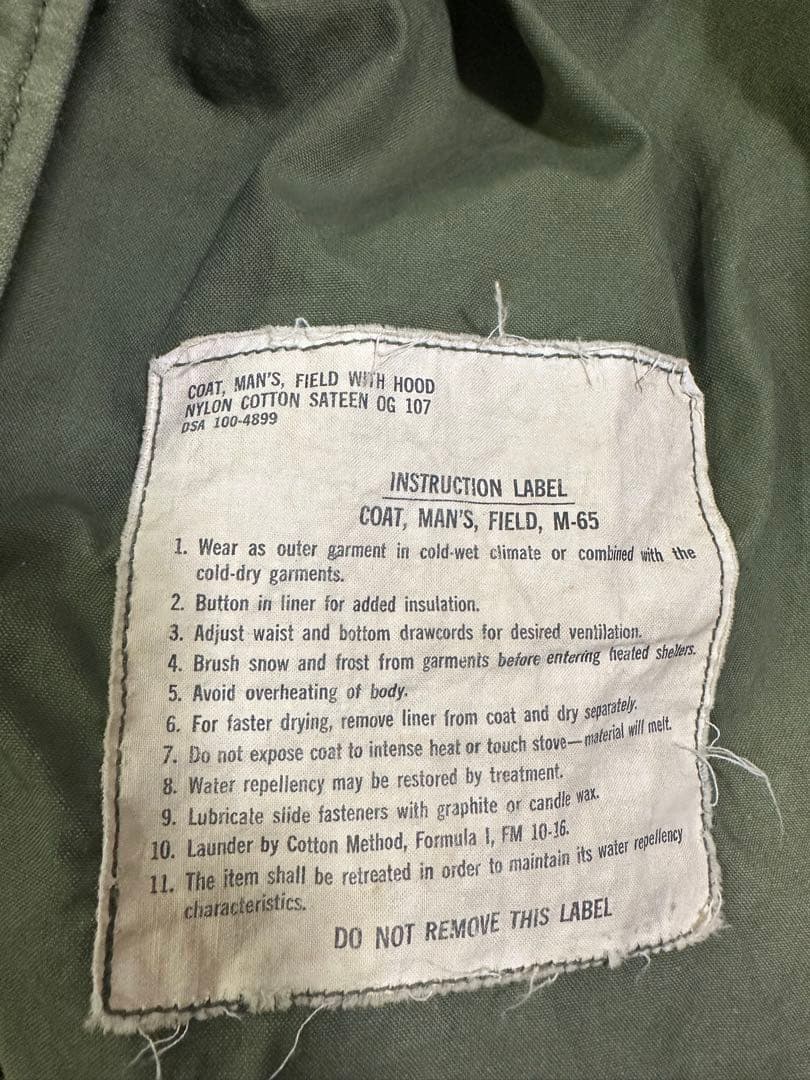 COAT, MAN'S, FIELD WITH HOOD
NYLON COTTON SATEEN OG 107
DSA 100-4899
INSTRUCTION LABEL
COAT, MAN'S, FIELD, M-65
1. Wear as outer garment in cold-wet climate or combined with the
cold-dry garments.
2. Button in liner for added insulation.
3. Adjust waist and bottom drawcords for desired ventilation.
4. Brush snow and frost from garments before entering heated shelters.
5. Avoid overheating of body.
6. For faster drying, remove liner from coat and dry separately.
7. Do not expose coat to intense heat or touch stove—material will melt.
8. Water repellency may be restored by treatment.
9. Lubricate slide fasteners with graphite or candle wax.
10. Launder by Cotton Method, Formula I, FM 10-16.
11. The item shall be retreated in order to maintain its water repellency
characteristics.
DO NOT REMOVE THIS LABEL